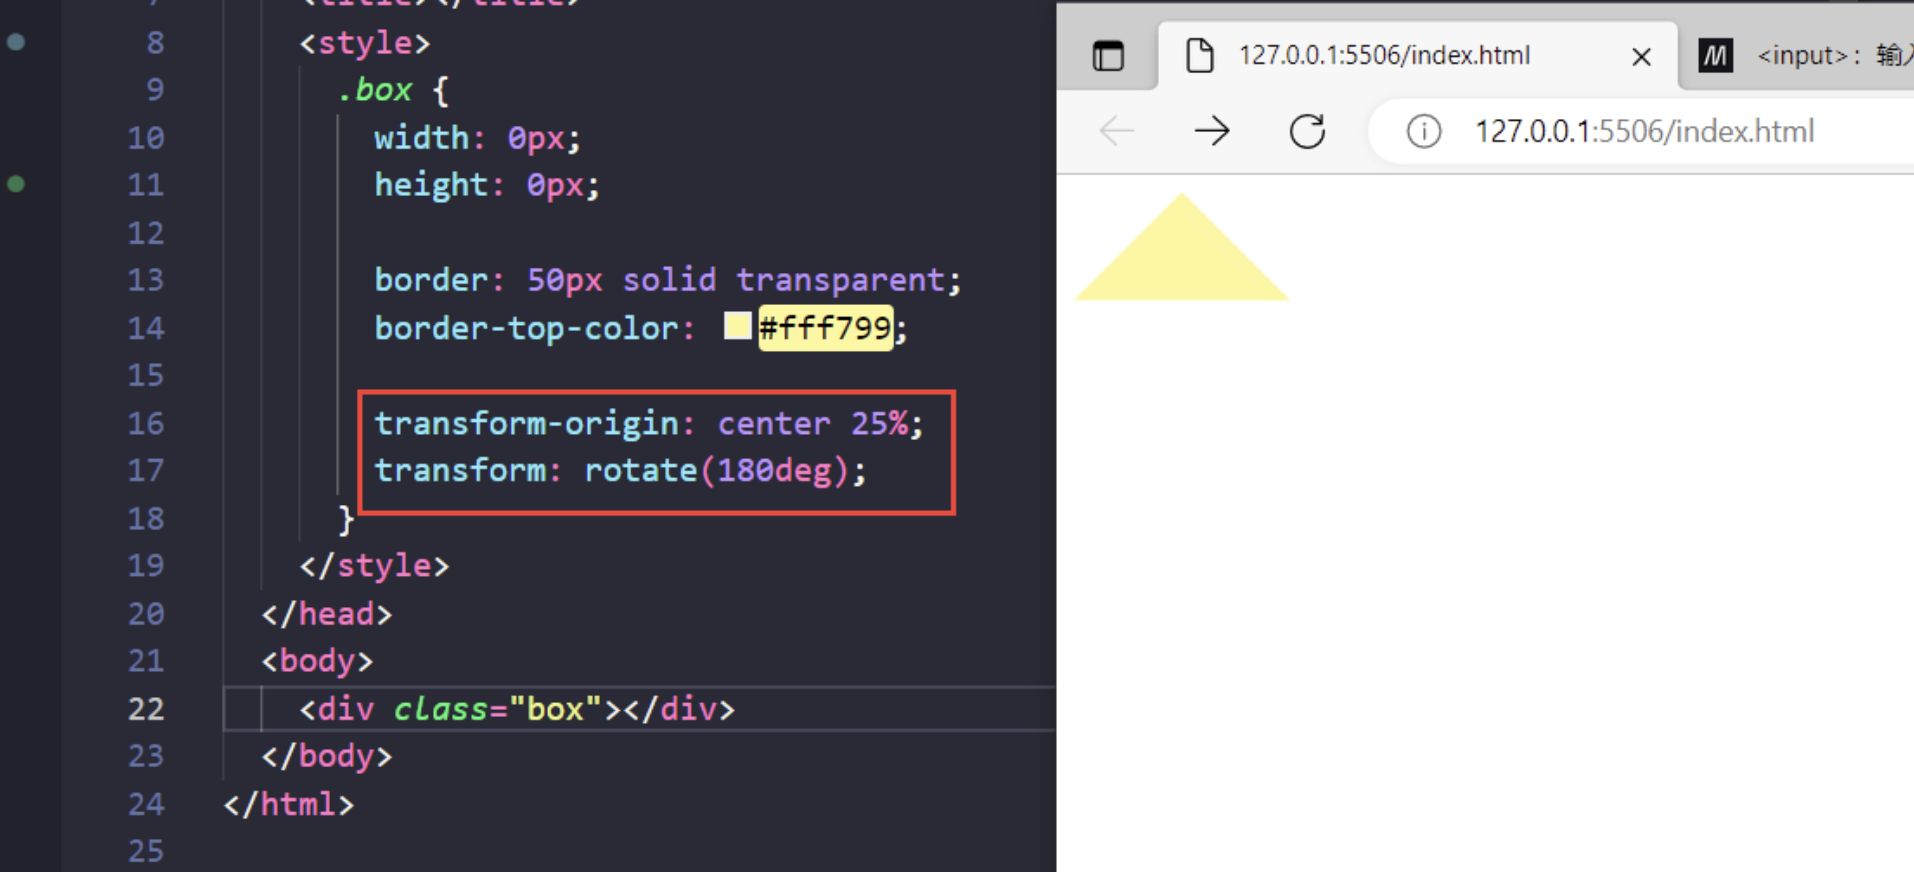 8 <style>
9 .box {
10 width: 0px;
11 height: 0px;
12
13 border: 50px solid transparent;
14 border-top-color: #fff799;
15
16 transform-origin: center 25%;
17 transform: rotate(180deg);
18 }
19 </style>
20 </head>
21 <body>
22 <div class="box"></div>
23 </body>
24 </html>
25
127.0.0.1:5506/index.html
<input>: 输
127.0.0.1:5506/index.html